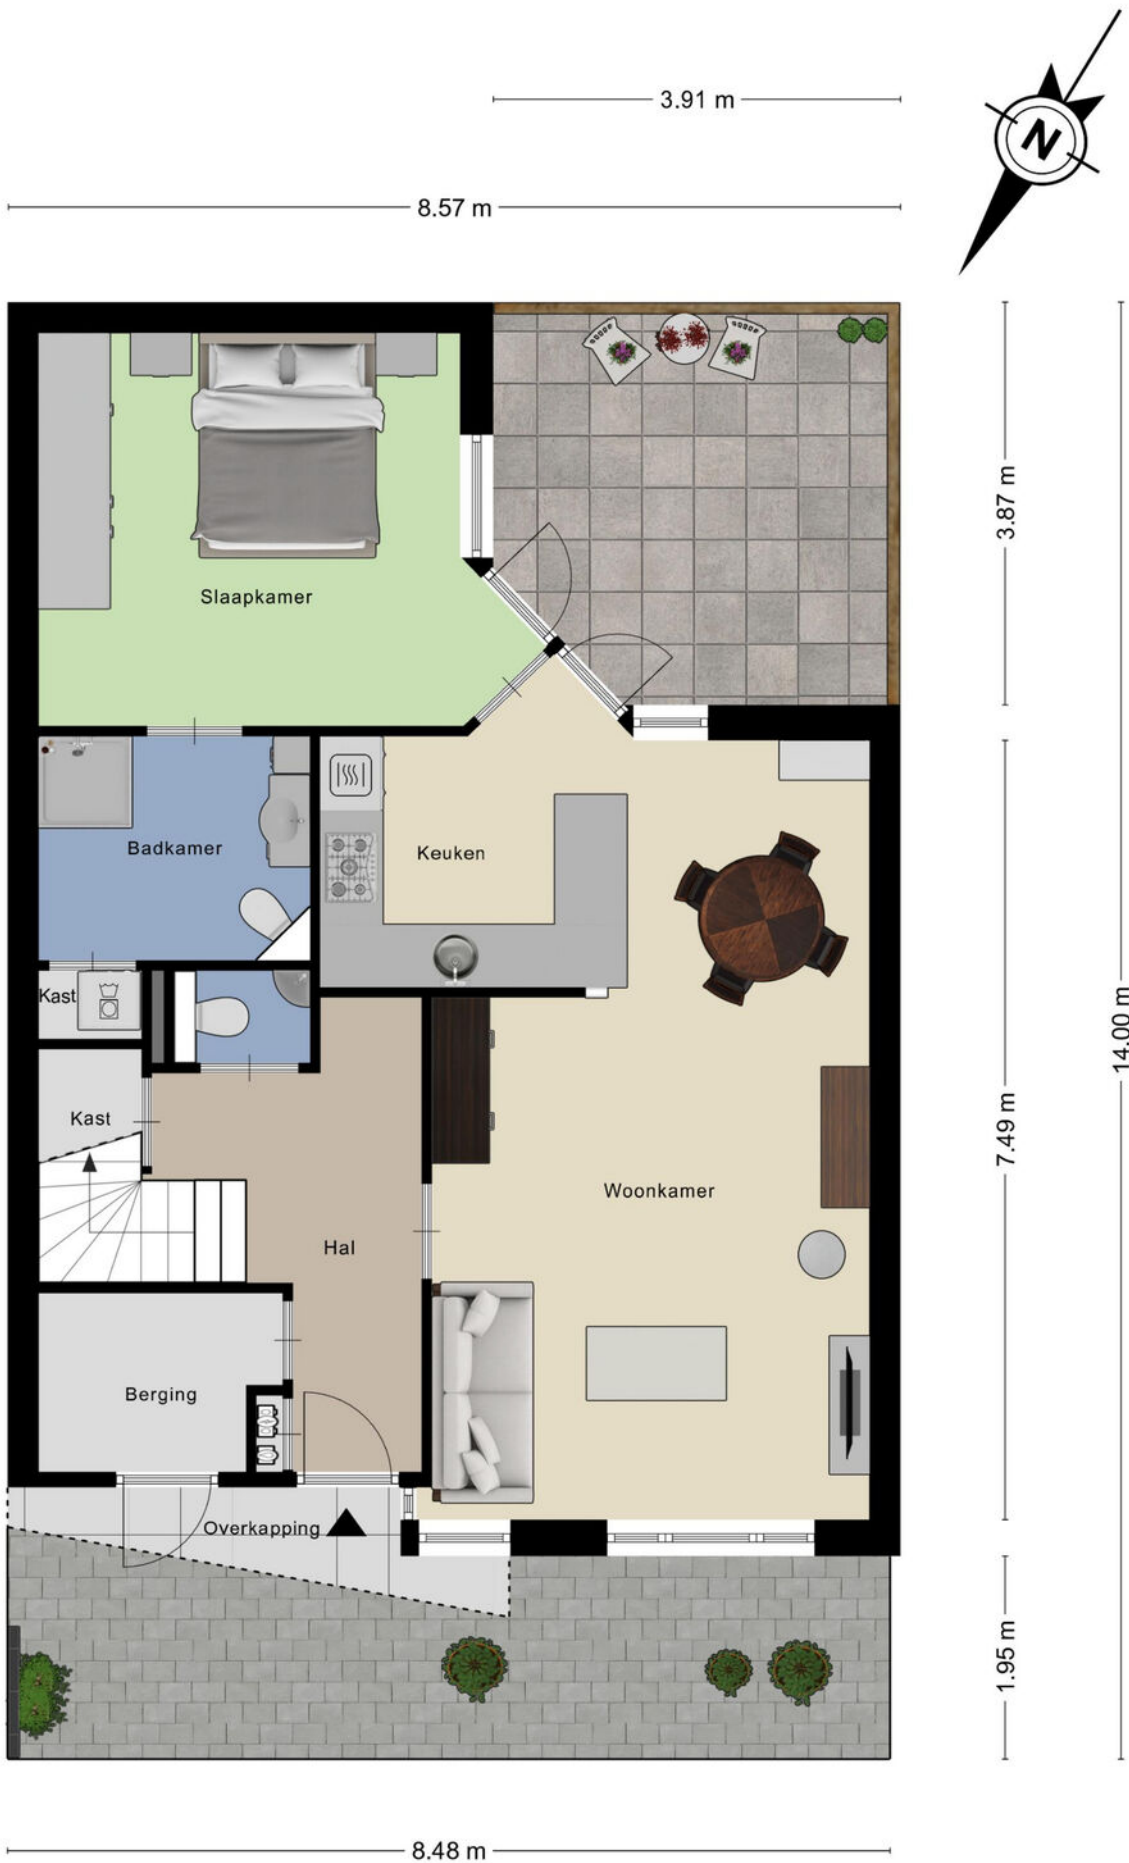 3.91 m
N
8.57 m
3.87 m
Slaapkamer
Badkamer
Keuken
Kast
14.00 m
Kast
7.49 m
Woonkamer
Hal
Berging
Overkapping
1.95 m
8.48 m